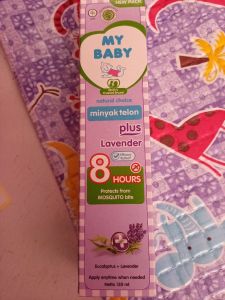 NEW PACK
MY
BABY
natural choice
minyak telon
plus
Lavender
8
HOURS
Protects from
MOSQUITO bites
Eucalyptus + Lavender
Apply anytime when needed